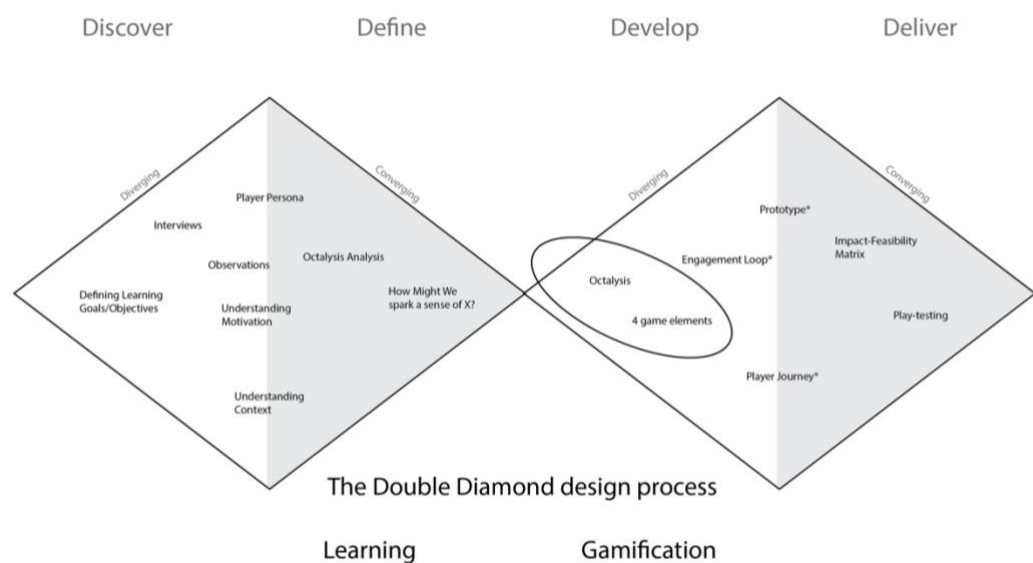 Discover
Define
Develop
Deliver
Diverging
Converging
Player Persona
Interviews
Observations
Octalysis Analysis
Defining Learning
Goals/Objectives
Understanding
Motivation
How Might We
spark a sense of X?
Understanding
Context
Diverging
Converging
Prototype*
Engagement Loop*
Impact-Feasibility
Matrix
Octalysis
4 game elements
Play-testing
Player Journey*
The Double Diamond design process
Learning
Gamification